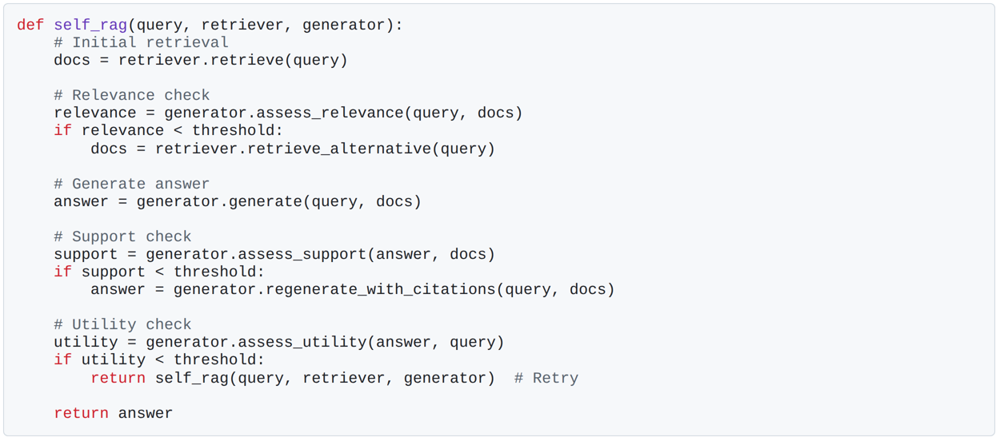 def self_rag(query, retriever, generator):
    # Initial retrieval
    docs = retriever.retrieve(query)

    # Relevance check
    relevance = generator.assess_relevance(query, docs)
    if relevance < threshold:
        docs = retriever.retrieve_alternative(query)

    # Generate answer
    answer = generator.generate(query, docs)

    # Support check
    support = generator.assess_support(answer, docs)
    if support < threshold:
        answer = generator.regenerate_with_citations(query, docs)

    # Utility check
    utility = generator.assess_utility(answer, query)
    if utility < threshold:
        return self_rag(query, retriever, generator)  # Retry

    return answer